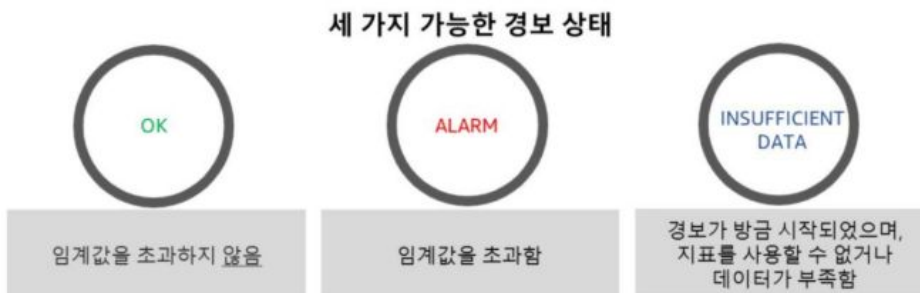 세 가지 가능한 경보 상태
OK
ALARM
INSUFFICIENT
DATA
임계값을 초과하지 않음
임계값을 초과함
경보가 방금 시작되었으며,
지표를 사용할 수 없거나
데이터가 부족함